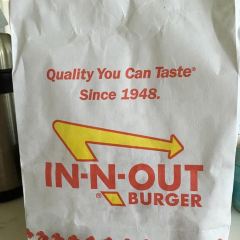 Quality You Can Taste®
Since 1948.
IN-N-OUT
® BURGER